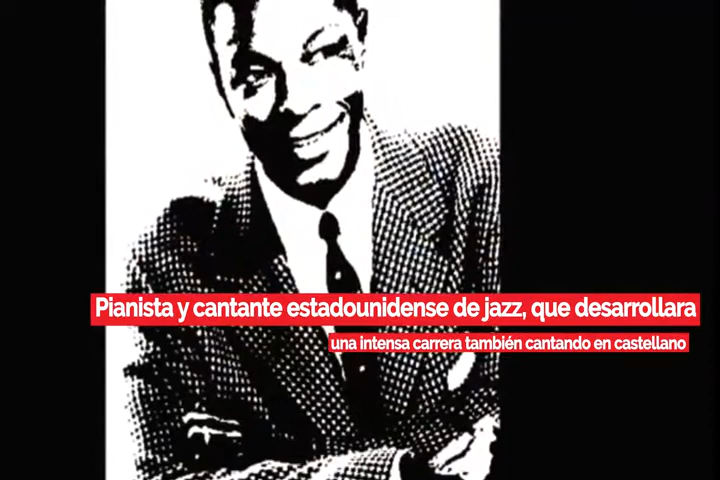 Pianista y cantante estadounidense de jazz, que desarrollara
una intensa carrera también cantando en castellano